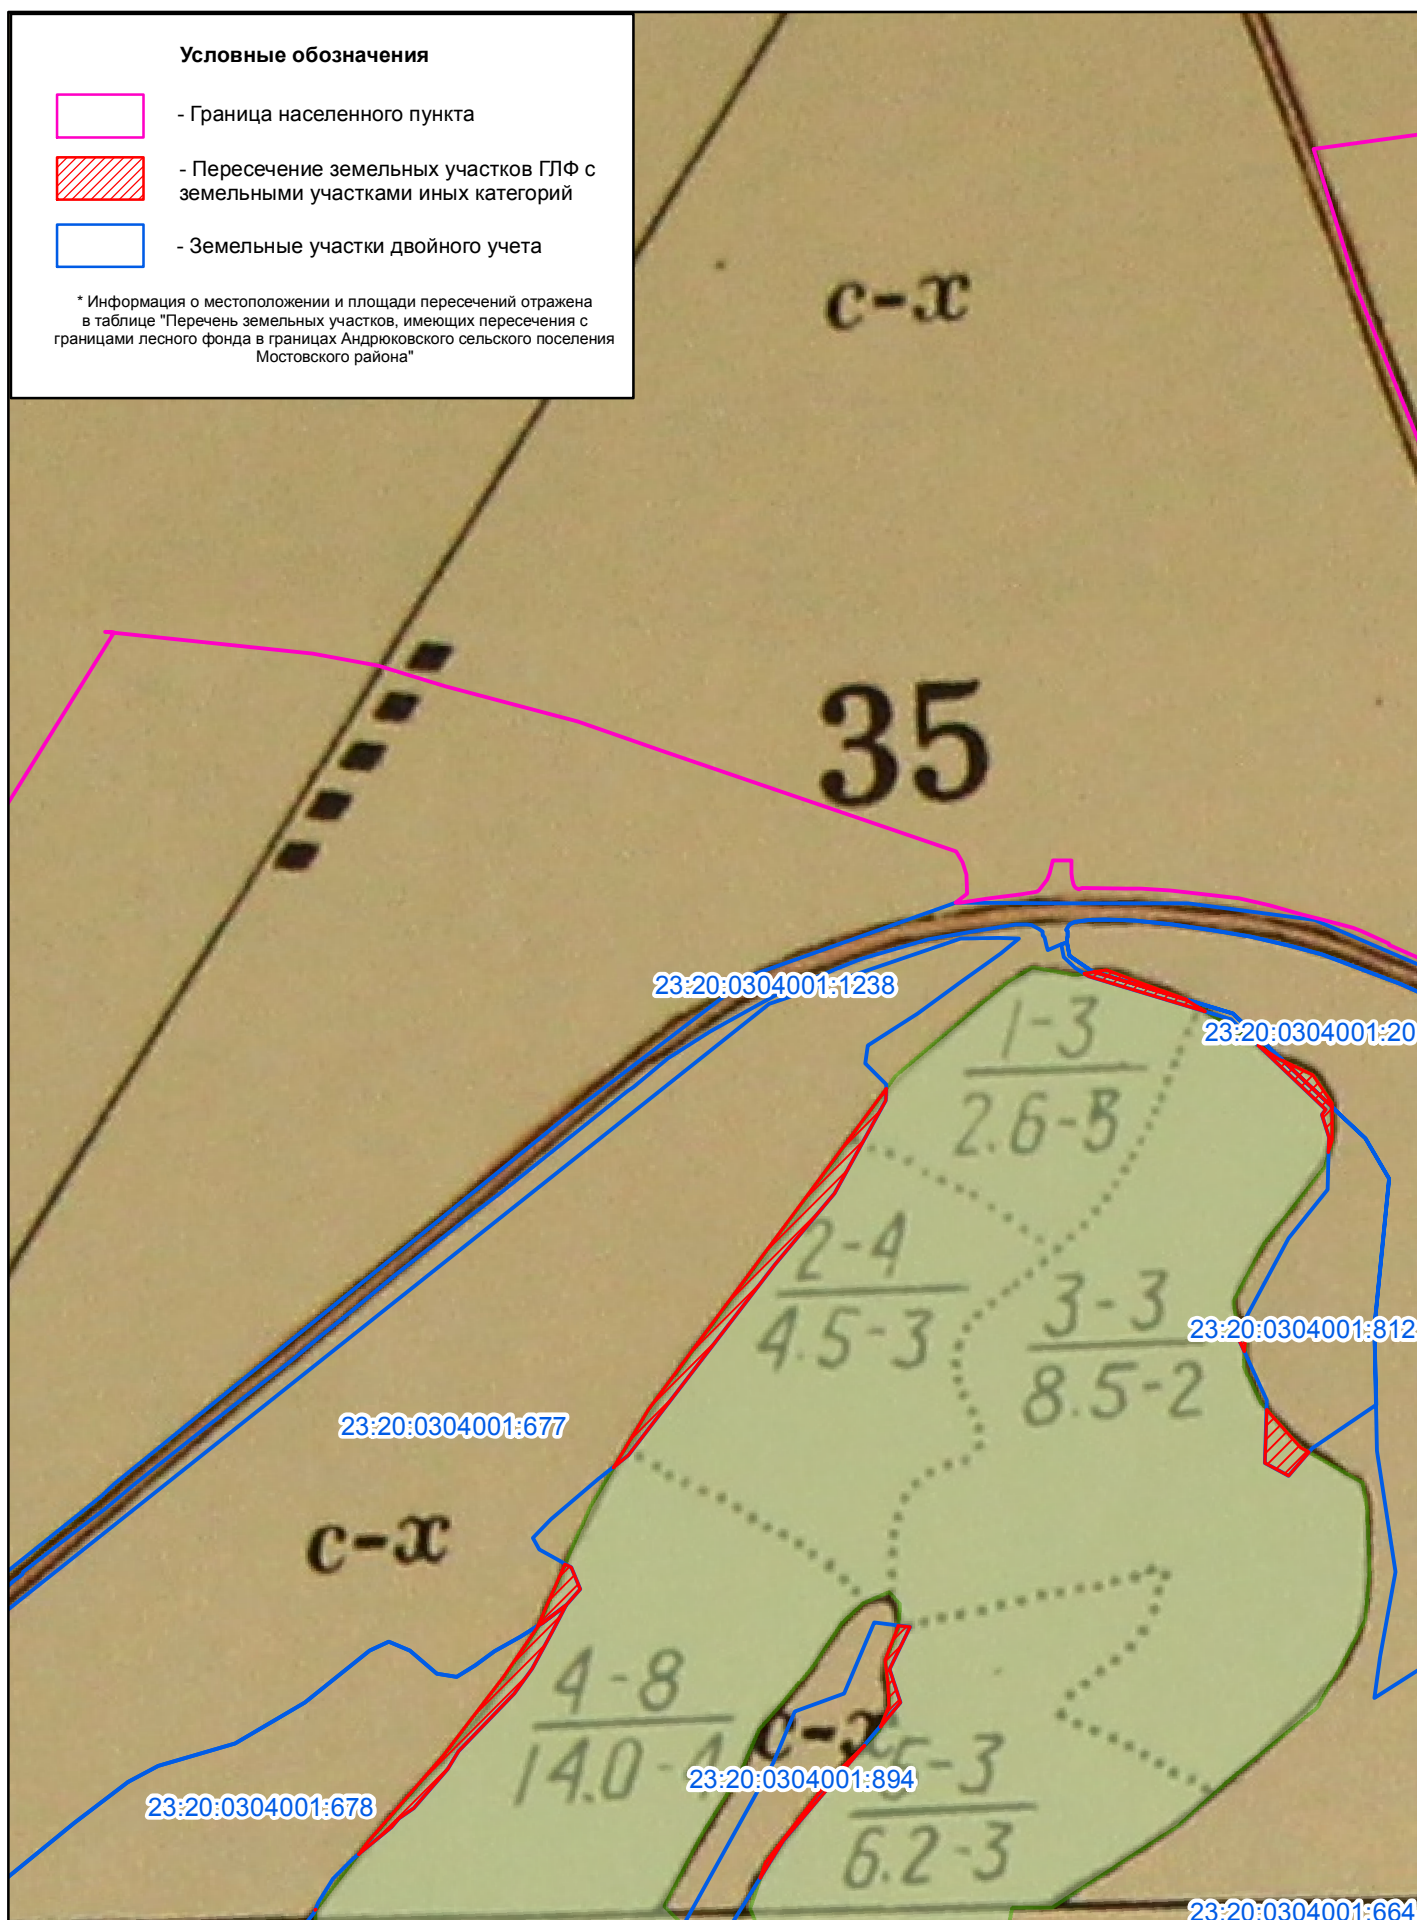 Условные обозначения
- Граница населенного пункта
- Пересечение земельных участков ГЛФ с
земельными участками иных категорий
- Земельные участки двойного учета
* Информация о местоположении и площади пересечений отражена
в таблице "Перечень земельных участков, имеющих пересечения с
границами лесного фонда в границах Андрюковского сельского поселения
Мостовского района"
с-х
35
23:20:0304001:1238
1-3
23:20:0304001:20
2.6-3
2-4
4.5-3
3-3
23:20:0304001:812
8.5-2
23:20:0304001:677
с-х
4-8
14.0-4
с-х
23:20:0304001:894
5-3
6.2-3
23:20:0304001:678
23:20:0304001:664